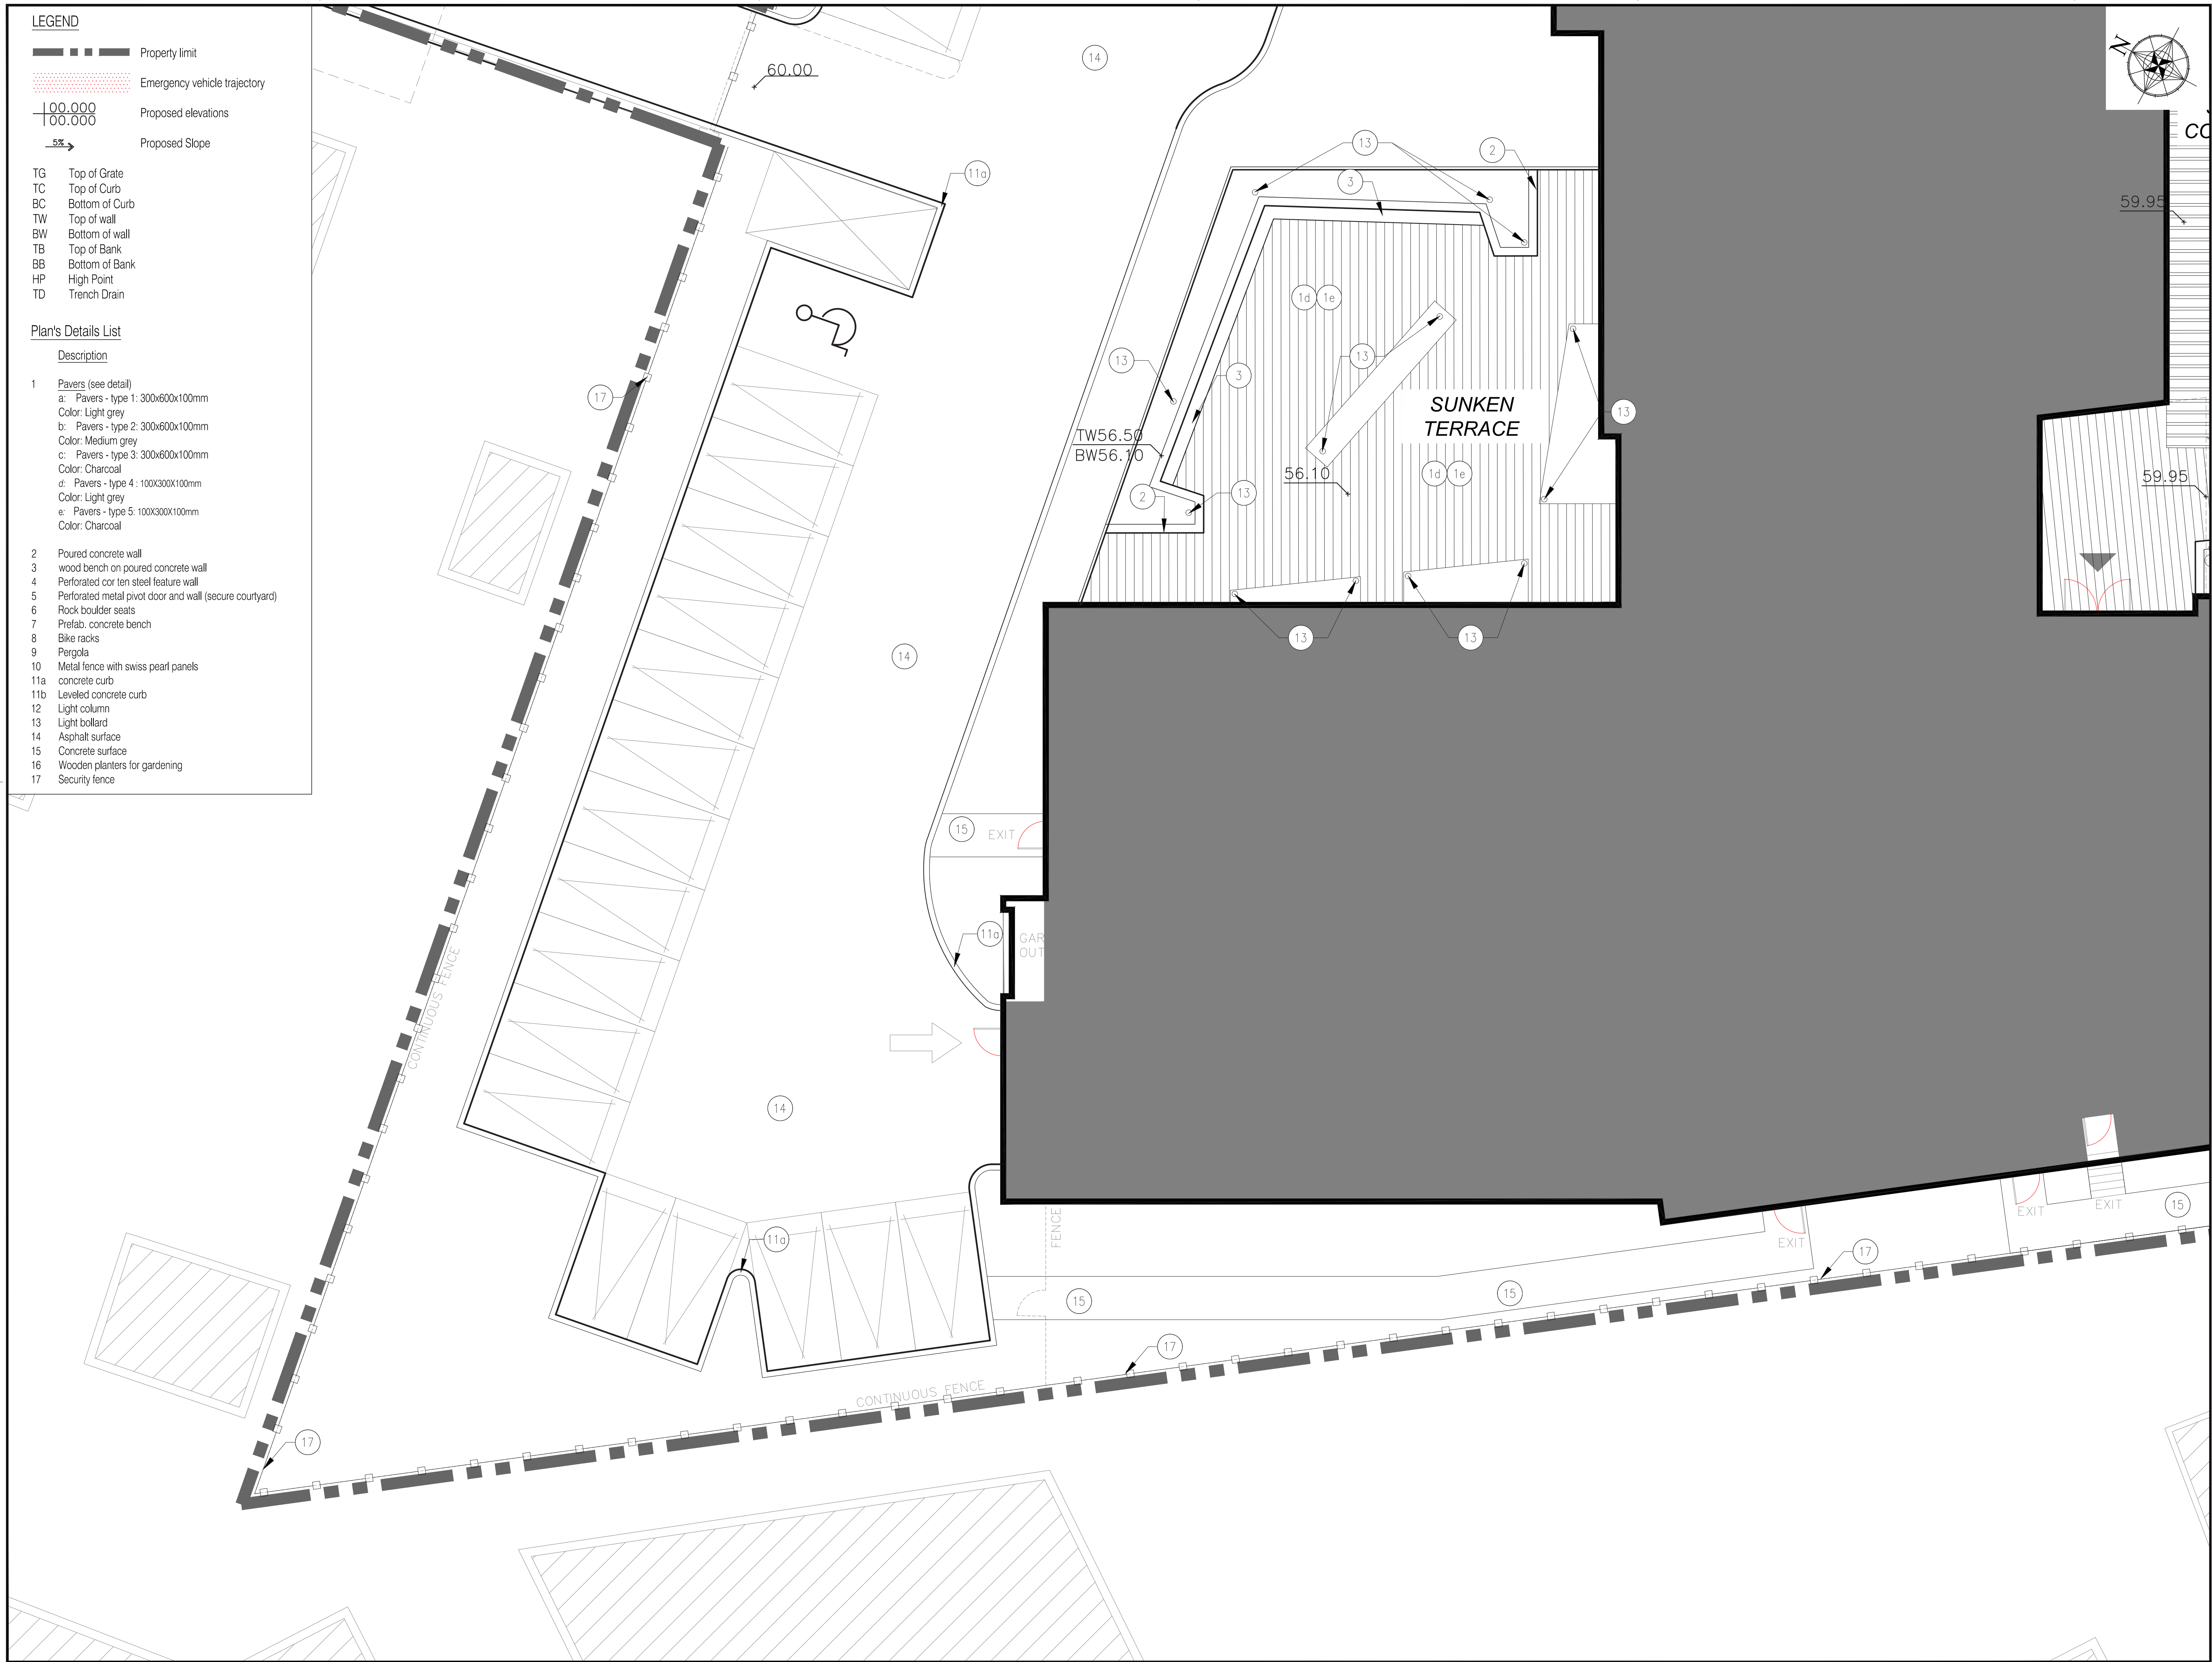 LEGEND
Property limit
Emergency vehicle trajectory
00.000
00.000
Proposed elevations
5%
Proposed Slope
TG Top of Grate
TC Top of Curb
BC Bottom of Curb
TW Top of wall
BW Bottom of wall
TB Top of Bank
BB Bottom of Bank
HP High Point
TD Trench Drain
Plan's Details List
Description
1 Pavers (see detail)
a: Pavers - type 1: 300x600x100mm
Color: Light grey
b: Pavers - type 2: 300x600x100mm
Color: Medium grey
c: Pavers - type 3: 300x600x100mm
Color: Charcoal
d: Pavers - type 4 : 100X300X100mm
Color: Light grey
e: Pavers - type 5: 100X300X100mm
Color: Charcoal
2 Poured concrete wall
3 wood bench on poured concrete wall
4 Perforated cor ten steel feature wall
5 Perforated metal pivot door and wall (secure courtyard)
6 Rock boulder seats
7 Prefab. concrete bench
8 Bike racks
9 Pergola
10 Metal fence with swiss pearl panels
11a concrete curb
11b Leveled concrete curb
12 Light column
13 Light bollard
14 Asphalt surface
15 Concrete surface
16 Wooden planters for gardening
17 Security fence
60.00
14
N
CO
13
2
11a
3
59.95
1d 1e
13
13
3
17
SUNKEN
TERRACE
13
TW56.50
BW56.10
56.10
1d 1e
59.95
2
13
13
13
14
15
EXIT
11a
GAR
OUT
CONTINUOUS FENCE
14
FENCE
11a
EXIT
17
EXIT
EXIT
15
15
15
17
CONTINUOUS FENCE
17